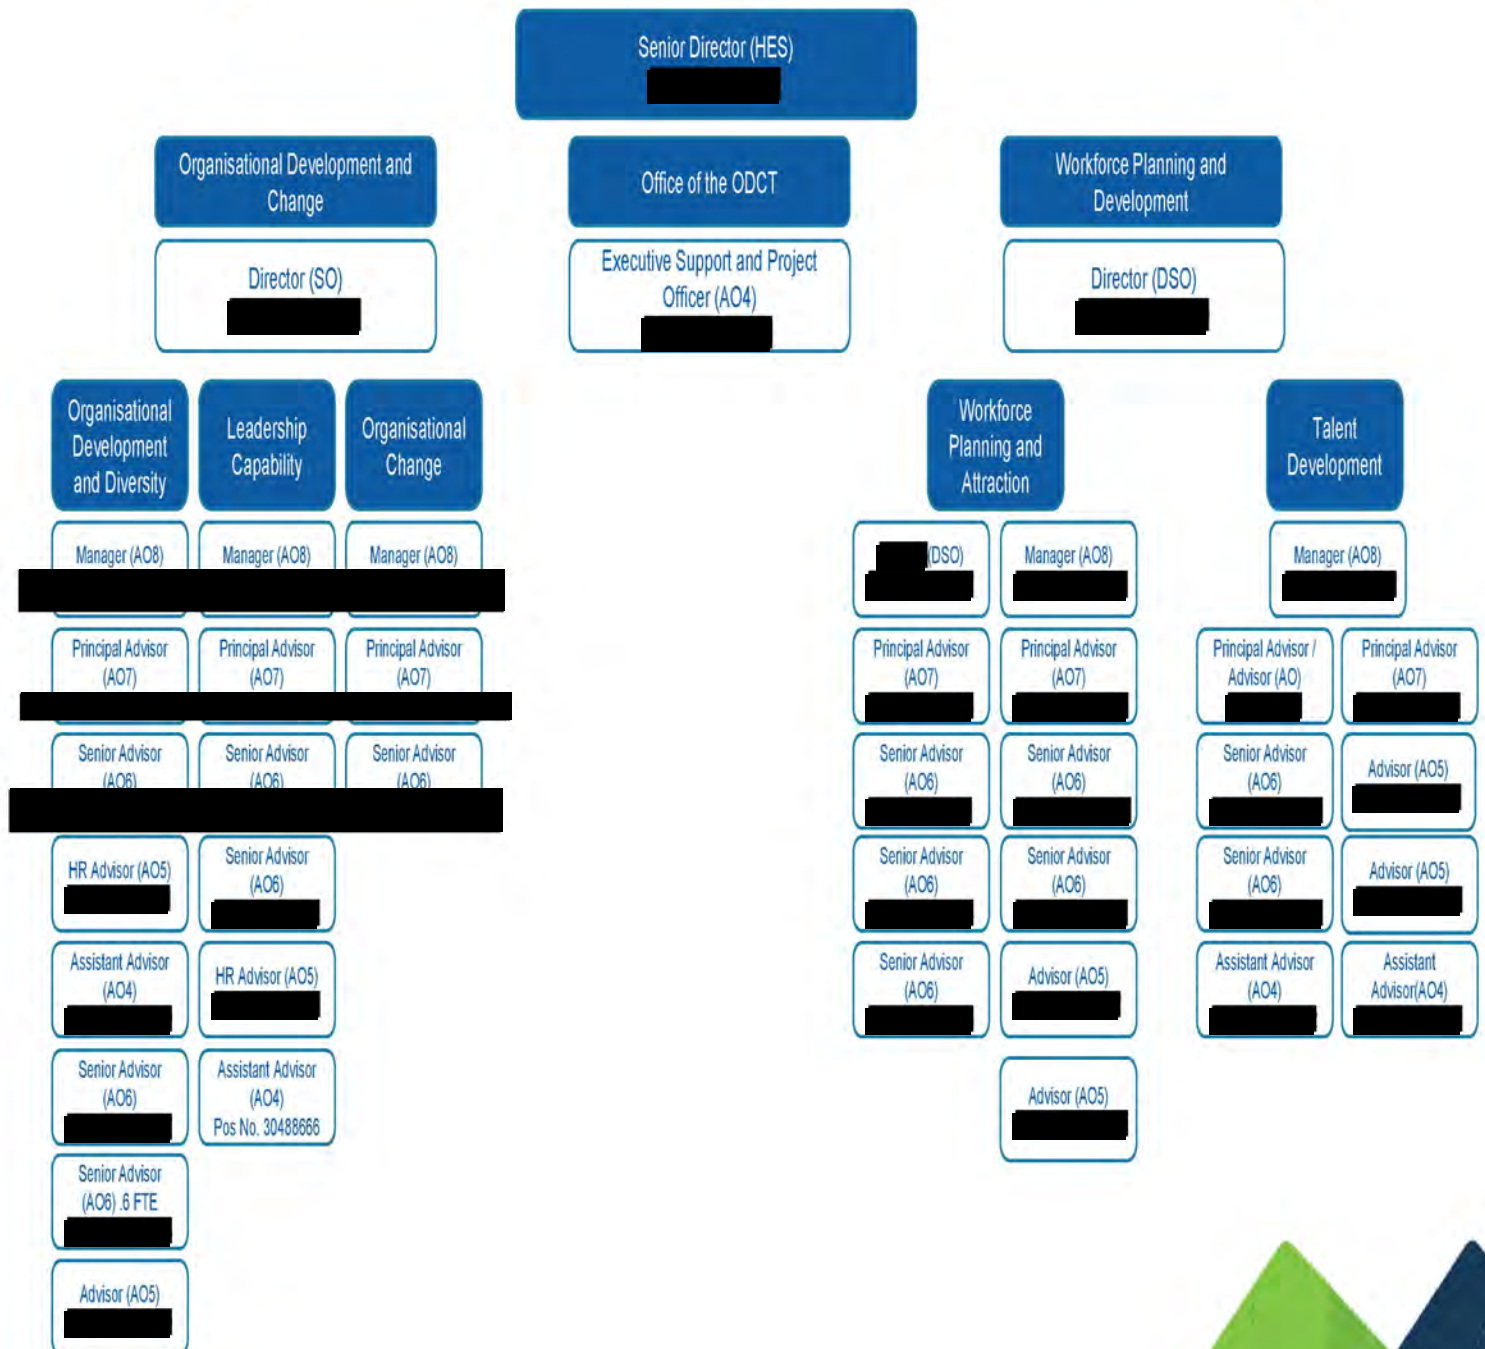 Senior Director (HES)
Organisational Development and
Change
Office of the ODCT
Workforce Planning and
Development
Director (SO)
Executive Support and Project
Officer (AO4)
Director (DSO)
Organisational
Development
and Diversity
Leadership
Capability
Organisational
Change
Workforce
Planning and
Attraction
Talent
Development
Manager (AO8)
Manager (AO8)
Manager (AO8)
(DSO)
Manager (AO8)
Manager (AO8)
Principal Advisor
(AO7)
Principal Advisor
(AO7)
Principal Advisor
(AO7)
Principal Advisor
(AO7)
Principal Advisor
(AO7)
Principal Advisor /
Advisor (AO)
Principal Advisor
(AO7)
Senior Advisor
(AO6)
Senior Advisor
(AO6)
Senior Advisor
(AO6)
Senior Advisor
(AO6)
Senior Advisor
(AO6)
Senior Advisor
(AO6)
Advisor (AO5)
HR Advisor (AO5)
Senior Advisor
(AO6)
Senior Advisor
(AO6)
Senior Advisor
(AO6)
Senior Advisor
(AO6)
Advisor (AO5)
Assistant Advisor
(AO4)
HR Advisor (AO5)
Senior Advisor
(AO6)
Advisor (AO5)
Assistant Advisor
(AO4)
Assistant
Advisor(AO4)
Senior Advisor
(AO6)
Assistant Advisor
(AO4)
Pos No. 30488666
Advisor (AO5)
Senior Advisor
(AO6) .6 FTE
Advisor (AO5)